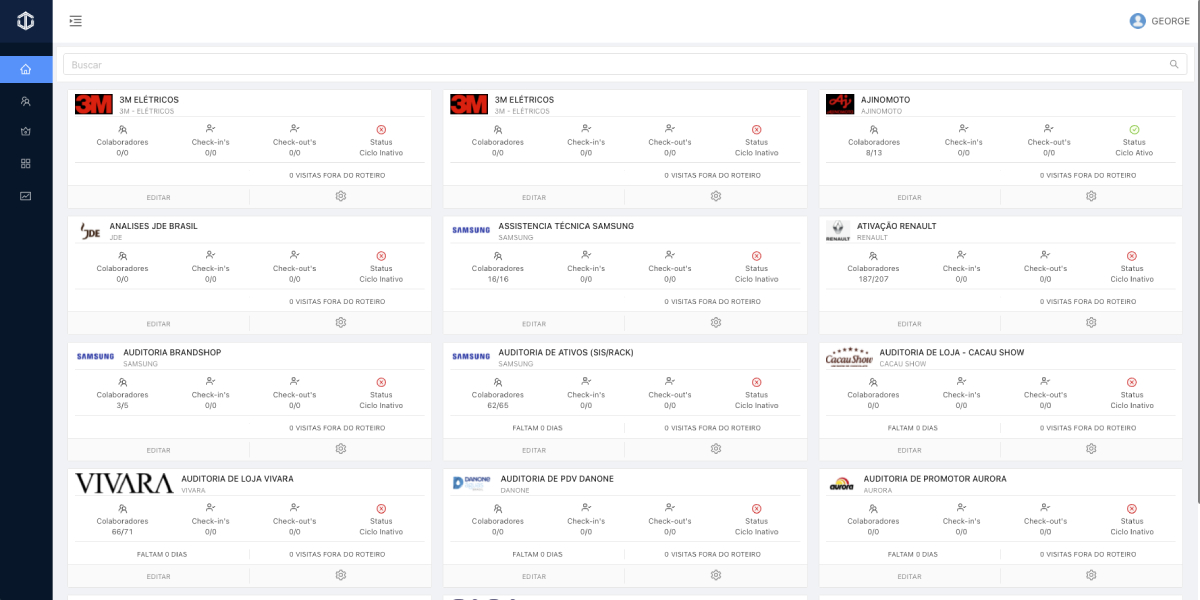 GEORGE
Buscar
3M 3M ELÉTRICOS
3M - ELÉTRICOS
Colaboradores Check-in's Check-out's Status
0/0 0/0 0/0 Ciclo Inativo
0 VISITAS FORA DO ROTEIRO
EDITAR
3M 3M ELÉTRICOS
3M - ELÉTRICOS
Colaboradores Check-in's Check-out's Status
0/0 0/0 0/0 Ciclo Inativo
0 VISITAS FORA DO ROTEIRO
EDITAR
AJINOMOTO
AJINOMOTO
Colaboradores Check-in's Check-out's Status
8/13 0/0 0/0 Ciclo Ativo
0 VISITAS FORA DO ROTEIRO
EDITAR
JDE ANALISES JDE BRASIL
JDE
Colaboradores Check-in's Check-out's Status
0/0 0/0 0/0 Ciclo Inativo
0 VISITAS FORA DO ROTEIRO
EDITAR
SAMSUNG ASSISTENCIA TÉCNICA SAMSUNG
SAMSUNG
Colaboradores Check-in's Check-out's Status
16/16 0/0 0/0 Ciclo Inativo
0 VISITAS FORA DO ROTEIRO
EDITAR
RENAULT ATIVAÇÃO RENAULT
RENAULT
Colaboradores Check-in's Check-out's Status
187/207 0/0 0/0 Ciclo Inativo
0 VISITAS FORA DO ROTEIRO
EDITAR
SAMSUNG AUDITORIA BRANDSHOP
SAMSUNG
Colaboradores Check-in's Check-out's Status
3/5 0/0 0/0 Ciclo Inativo
0 VISITAS FORA DO ROTEIRO
EDITAR
SAMSUNG AUDITORIA DE ATIVOS (SIS/RACK)
SAMSUNG
Colaboradores Check-in's Check-out's Status
62/65 0/0 0/0 Ciclo Inativo
FALTAM 0 DIAS 0 VISITAS FORA DO ROTEIRO
EDITAR
Cacau Show AUDITORIA DE LOJA - CACAU SHOW
CACAU SHOW
Colaboradores Check-in's Check-out's Status
0/0 0/0 0/0 Ciclo Inativo
FALTAM 0 DIAS 0 VISITAS FORA DO ROTEIRO
EDITAR
VIVARA AUDITORIA DE LOJA VIVARA
VIVARA
Colaboradores Check-in's Check-out's Status
66/71 0/0 0/0 Ciclo Inativo
FALTAM 0 DIAS 0 VISITAS FORA DO ROTEIRO
EDITAR
DANONE AUDITORIA DE PDV DANONE
DANONE
Colaboradores Check-in's Check-out's Status
0/0 0/0 0/0 Ciclo Inativo
FALTAM 0 DIAS 0 VISITAS FORA DO ROTEIRO
EDITAR
aurora AUDITORIA DE PROMOTOR AURORA
AURORA
Colaboradores Check-in's Check-out's Status
0/0 0/0 0/0 Ciclo Inativo
FALTAM 0 DIAS 0 VISITAS FORA DO ROTEIRO
EDITAR